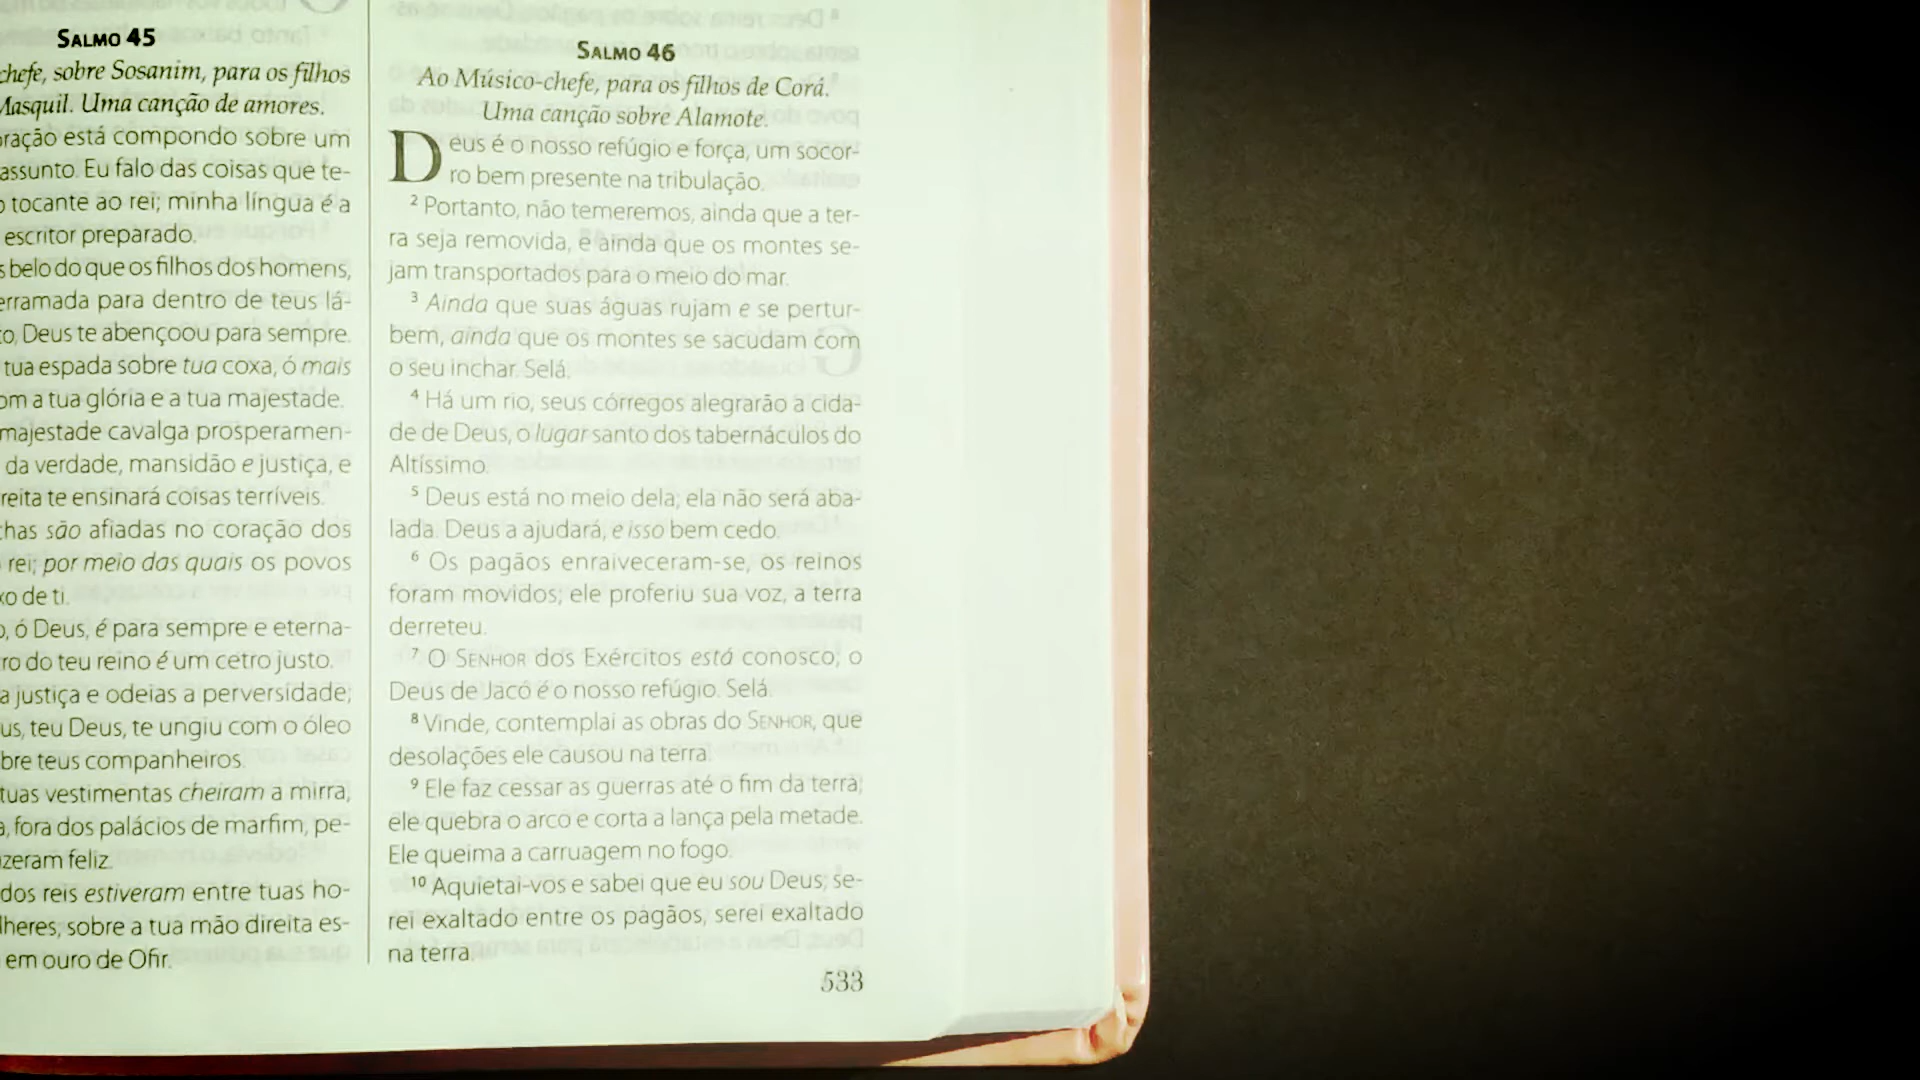 SALMO 45
chefe, sobre Sosanim, para os filhos
Masquil. Uma canção de amores.
oração está compondo sobre um
assunto. Eu falo das coisas que te-
o tocante ao rei; minha língua é a
escritor preparado.
s belo do que os filhos dos homens,
erramada para dentro de teus lá-
to, Deus te abençoou para sempre.
tua espada sobre tua coxa, ó mais
om a tua glória e a tua majestade.
majestade cavalga prosperamen-
da verdade, mansidão e justiça, e
reita te ensinará coisas terríveis.
chas são afiadas no coração dos
rei; por meio das quais os povos
xo de ti.
o, ó Deus, é para sempre e eterna-
ro do teu reino é um cetro justo.
a justiça e odeias a perversidade;
us, teu Deus, te ungiu com o óleo
bre teus companheiros.
tuas vestimentas cheiram a mirra,
a, fora dos palácios de marfim, pe-
zeram feliz.
dos reis estiveram entre tuas ho-
lheres, sobre a tua mão direita es-
em ouro de Ofir.
SALMO 46
Ao Músico-chefe, para os filhos de Corá.
Uma canção sobre Alamote.
Deus é o nosso refúgio e força, um socor-
ro bem presente na tribulação.
2 Portanto, não temeremos, ainda que a ter-
ra seja removida, e ainda que os montes se-
jam transportados para o meio do mar.
3 Ainda que suas águas rujam e se pertur-
bem, ainda que os montes se sacudam com
o seu inchar. Selá.
4 Há um rio, seus córregos alegrarão a cida-
de de Deus, o lugar santo dos tabernáculos do
Altíssimo.
5 Deus está no meio dela; ela não será aba-
lada. Deus a ajudará, e isso bem cedo.
6 Os pagãos enraiveceram-se, os reinos
foram movidos; ele proferiu sua voz, a terra
derreteu.
7 O SENHOR dos Exércitos está conosco; o
Deus de Jacó é o nosso refúgio. Selá.
8 Vinde, contemplai as obras do SENHOR, que
desolações ele causou na terra.
9 Ele faz cessar as guerras até o fim da terra;
ele quebra o arco e corta a lança pela metade.
Ele queima a carruagem no fogo.
10 Aquietai-vos e sabei que eu sou Deus; se-
rei exaltado entre os pagãos, serei exaltado
na terra.
533